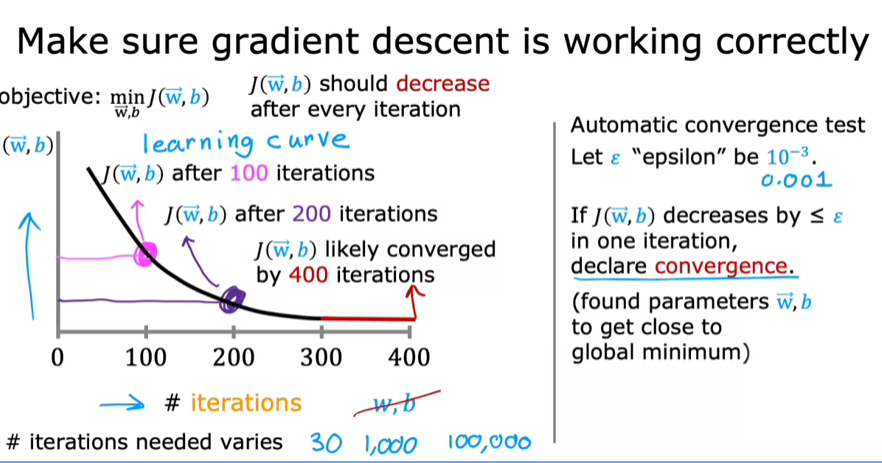 Make sure gradient descent is working correctly
objective: min J(w⃗, b)
w⃗,b
J(w⃗, b) should decrease
after every iteration
(w⃗, b)
learning curve
J(w⃗, b) after 100 iterations
J(w⃗, b) after 200 iterations
J(w⃗, b) likely converged
by 400 iterations
0 100 200 300 400
→ # iterations
w, b
# iterations needed varies 30 1,000 100,000
Automatic convergence test
Let ε “epsilon” be 10⁻³.
0.001
If J(w⃗, b) decreases by ≤ ε
in one iteration,
declare convergence.
(found parameters w⃗, b
to get close to
global minimum)